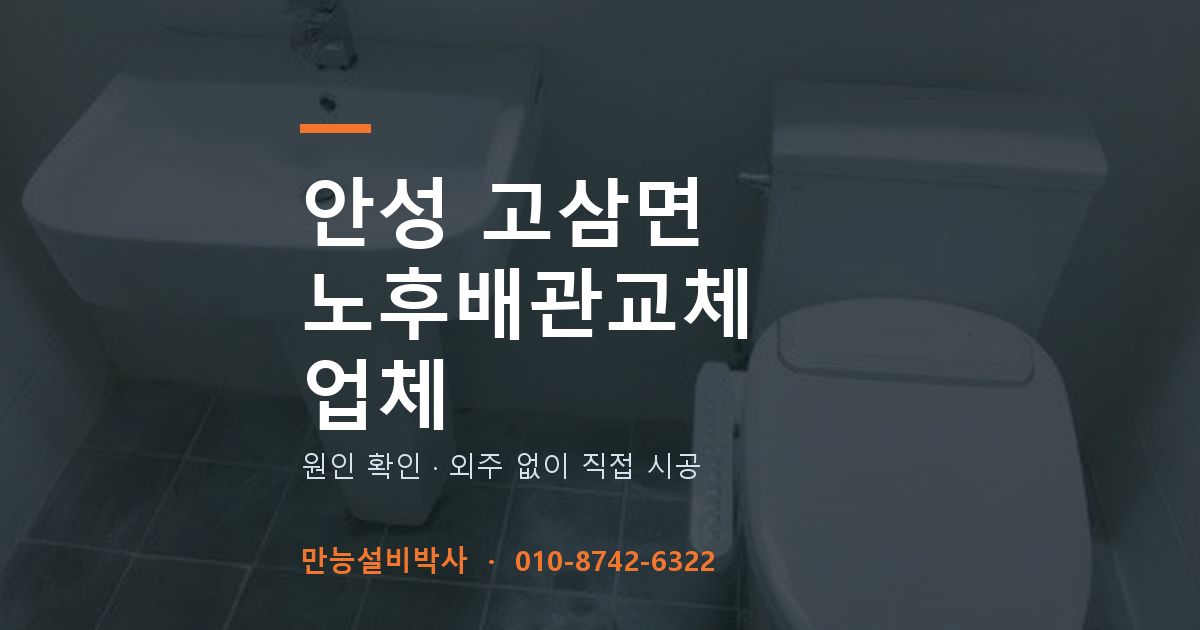 안성 고삼면
노후배관교체
업체
원인 확인 · 외주 없이 직접 시공
만능설비박사 · 010-8742-6322